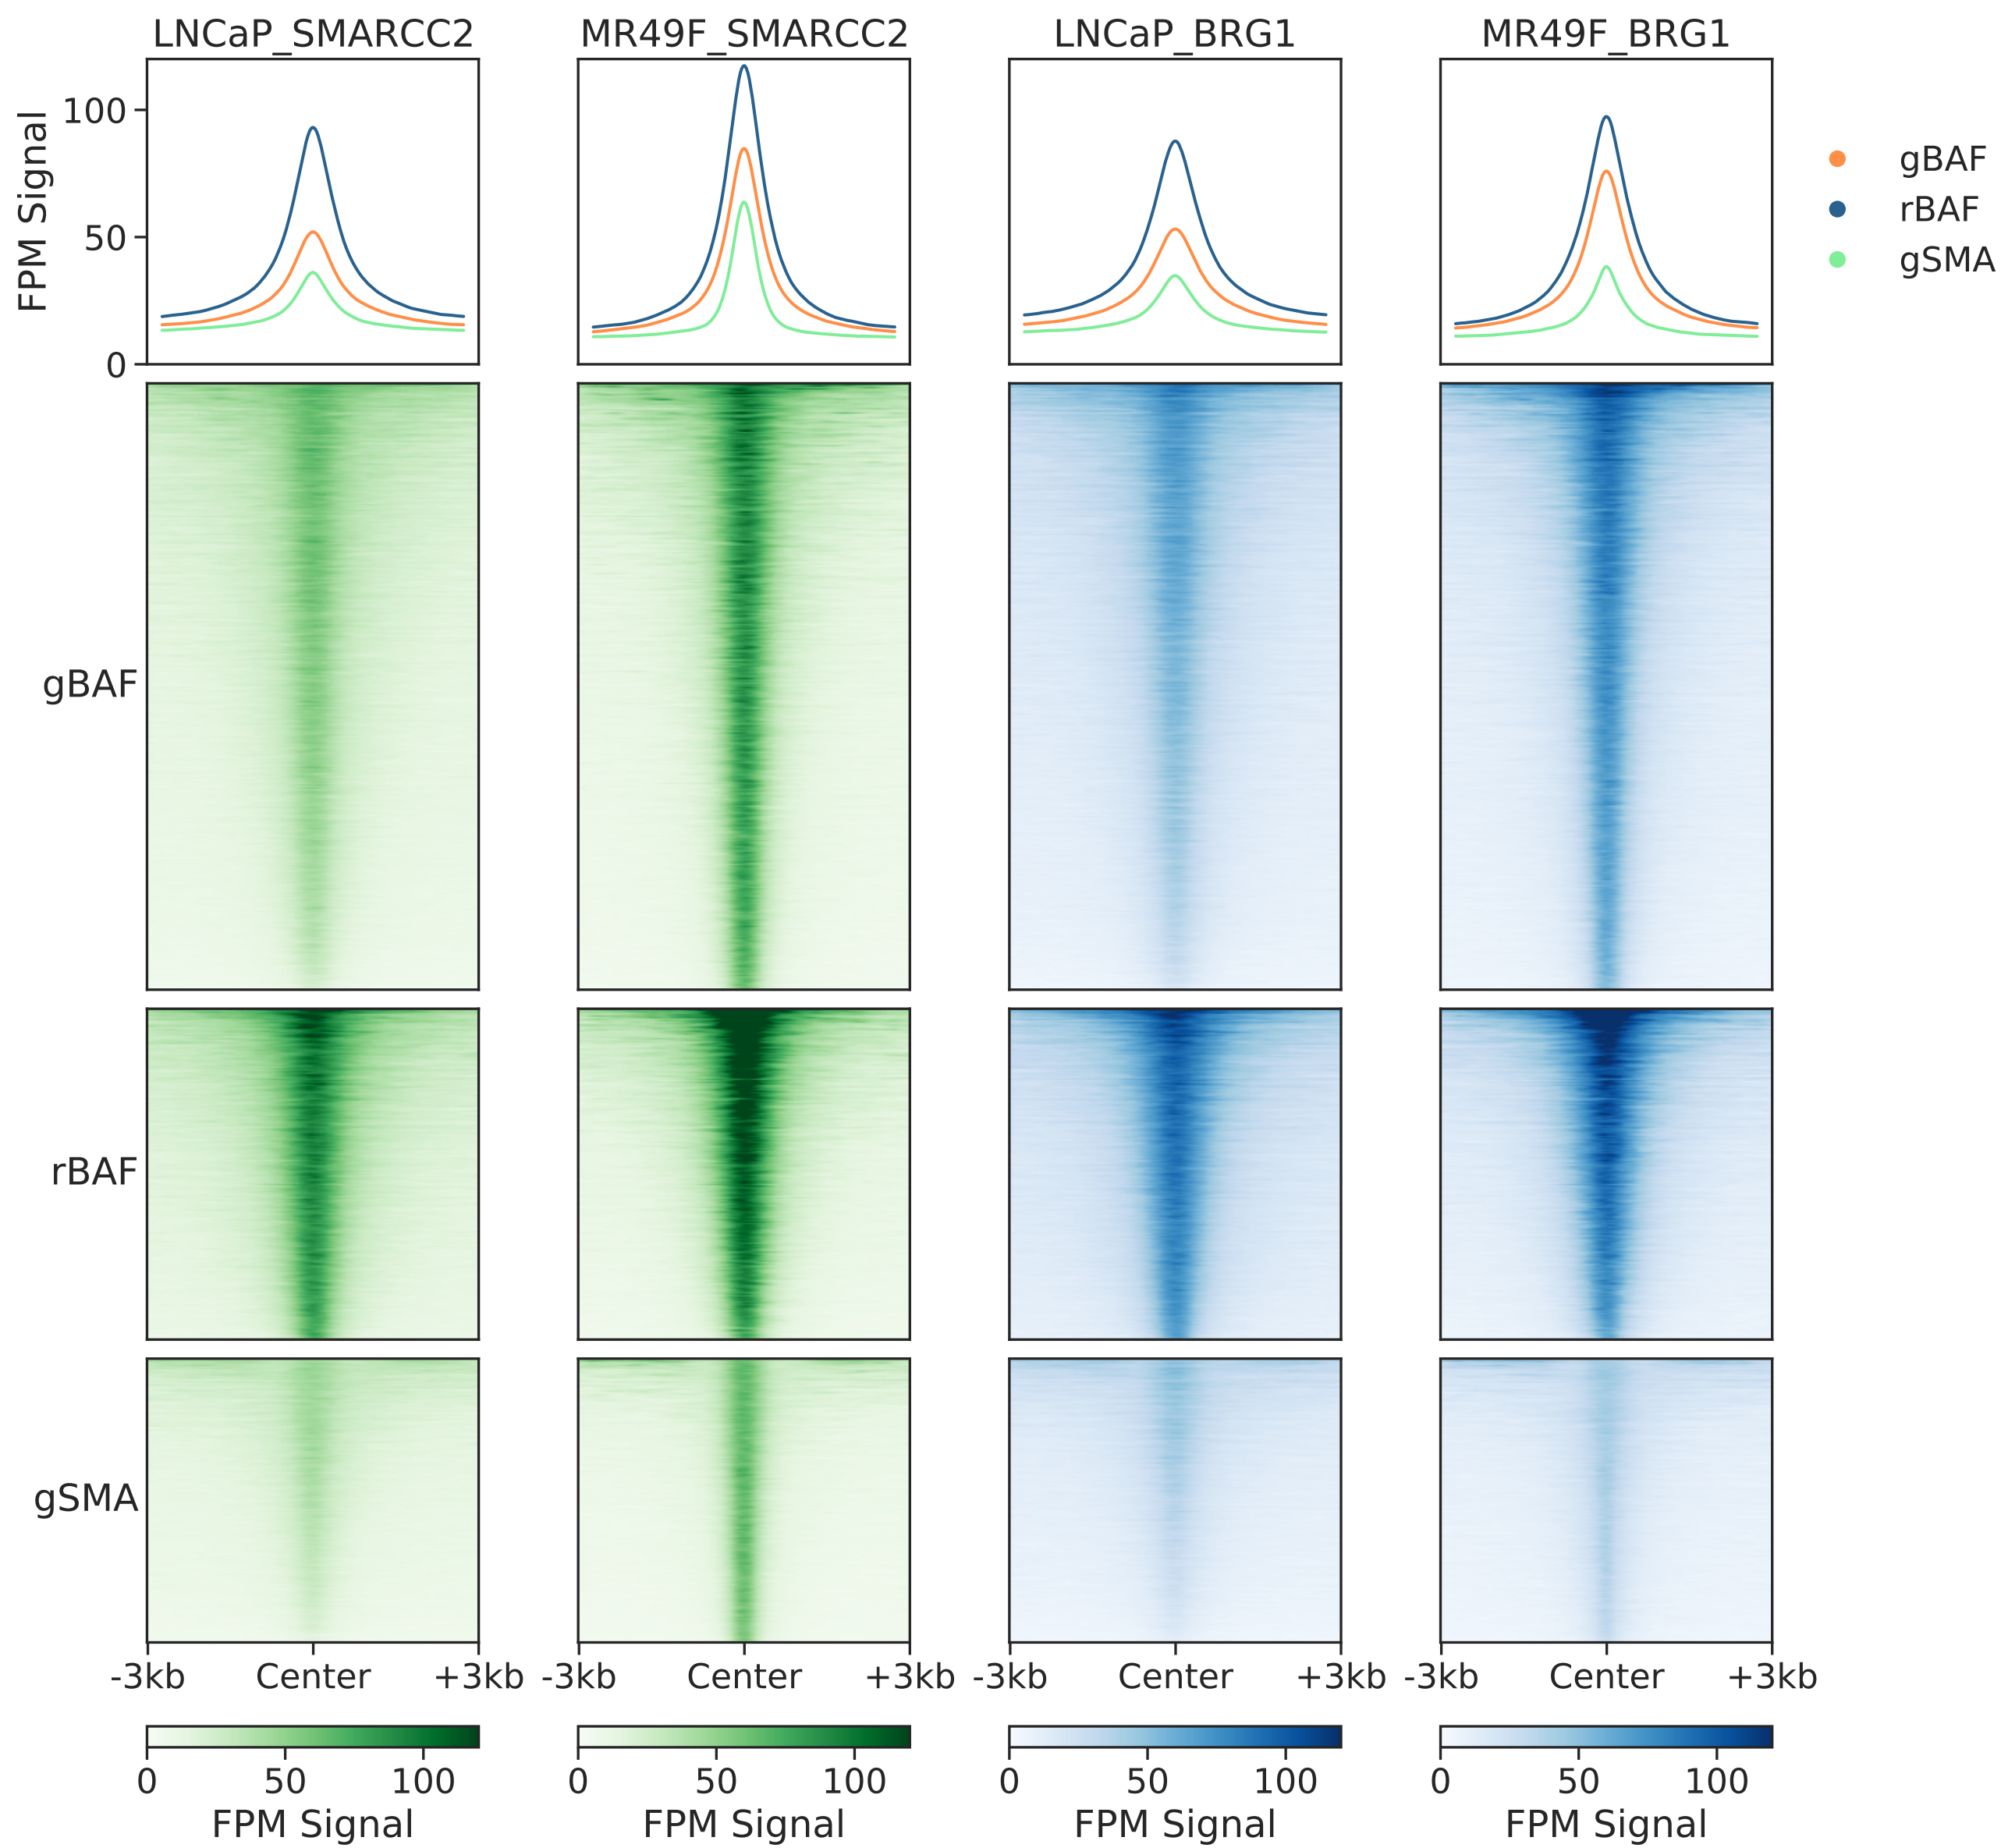 LNCaP_SMARCC2 MR49F_SMARCC2 LNCaP_BRG1 MR49F_BRG1
FPM Signal
100
50
0
gBAF
rBAF
gSMA
gBAF
rBAF
gSMA
-3kb Center +3kb -3kb Center +3kb -3kb Center +3kb -3kb Center +3kb
0 50 100 0 50 100 0 50 100 0 50 100
FPM Signal FPM Signal FPM Signal FPM Signal